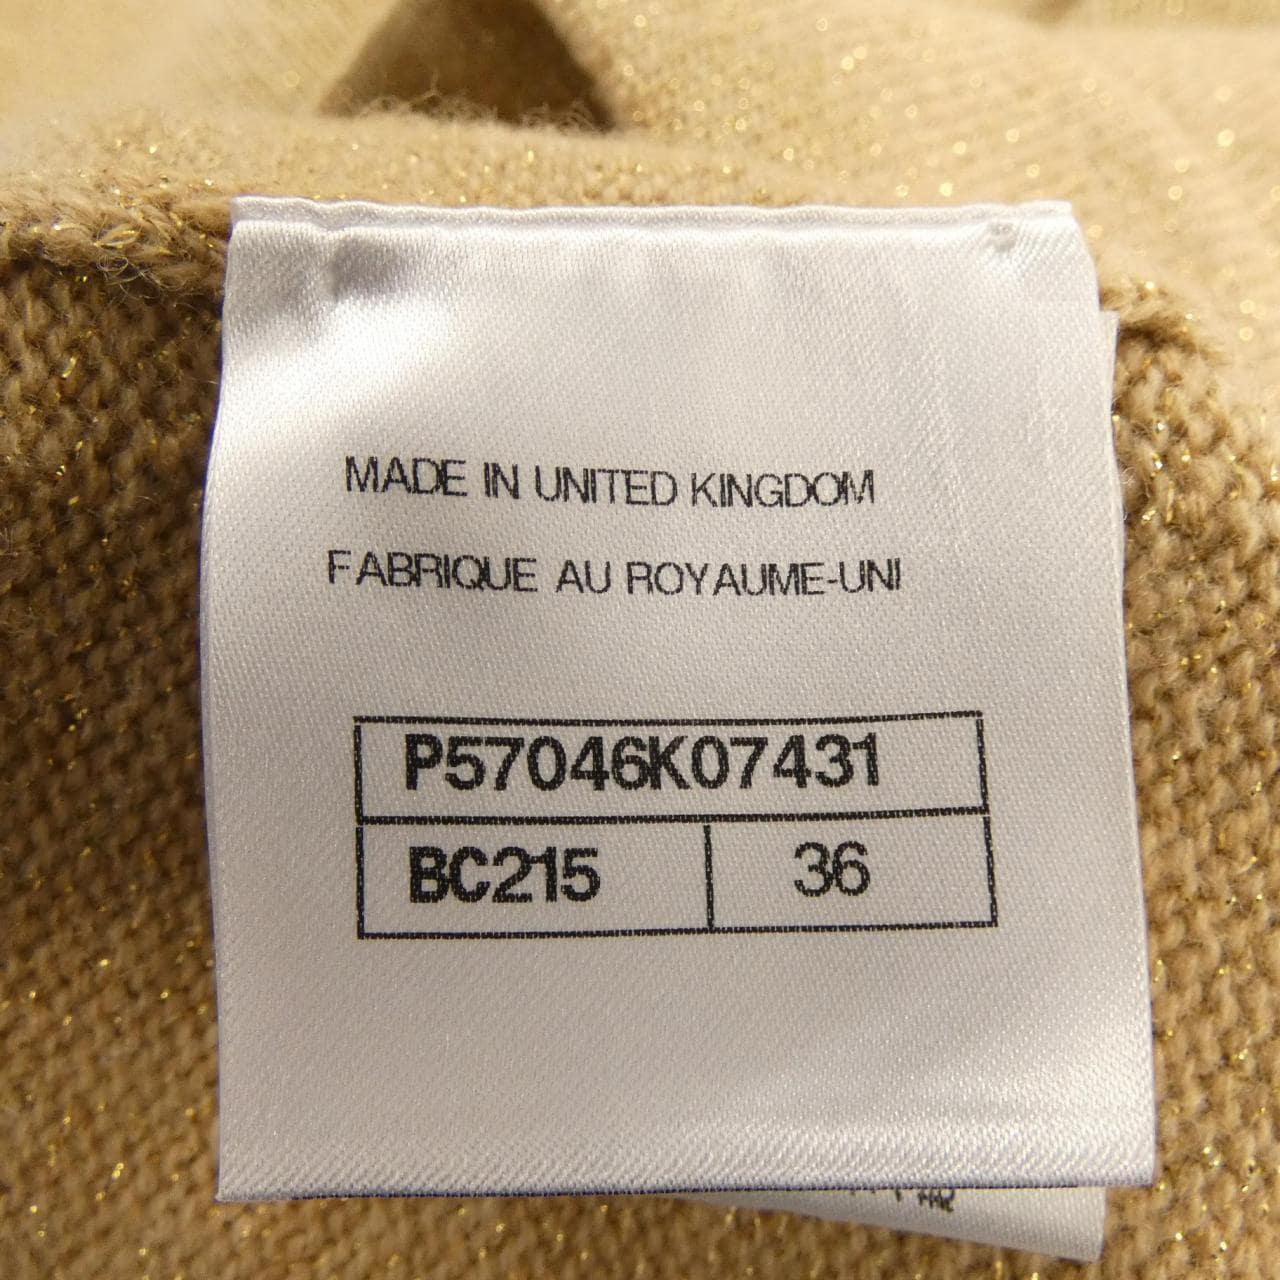 MADE IN UNITED KINGDOM
FABRIQUE AU ROYAUME-UNI
P57046K07431
BC215 36